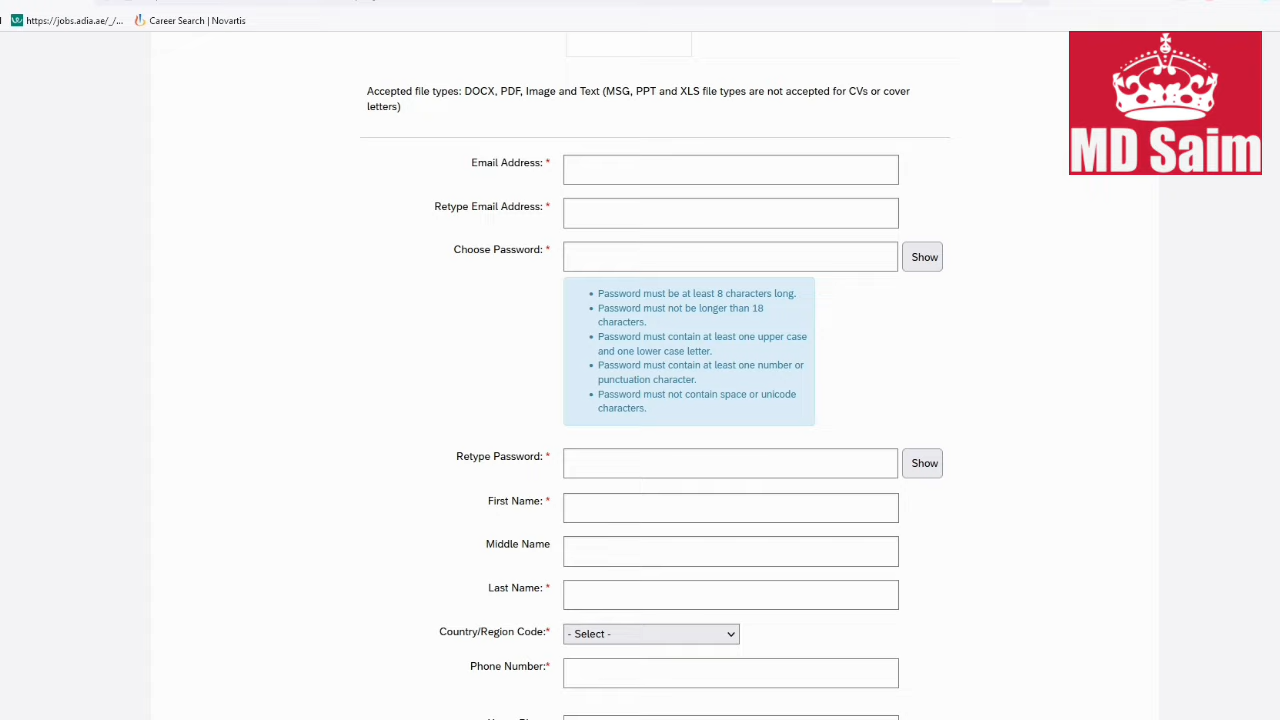 https://jobs.adia.ae/_/...
Career Search | Novartis
MD Saim
Accepted file types: DOCX, PDF, Image and Text (MSG, PPT and XLS file types are not accepted for CVs or cover
letters)
Email Address: *
Retype Email Address: *
Choose Password: *
Show
• Password must be at least 8 characters long.
• Password must not be longer than 18
characters.
• Password must contain at least one upper case
and one lower case letter.
• Password must contain at least one number or
punctuation character.
• Password must not contain space or unicode
characters.
Retype Password: *
Show
First Name: *
Middle Name
Last Name: *
Country/Region Code:*
- Select -
Phone Number:*